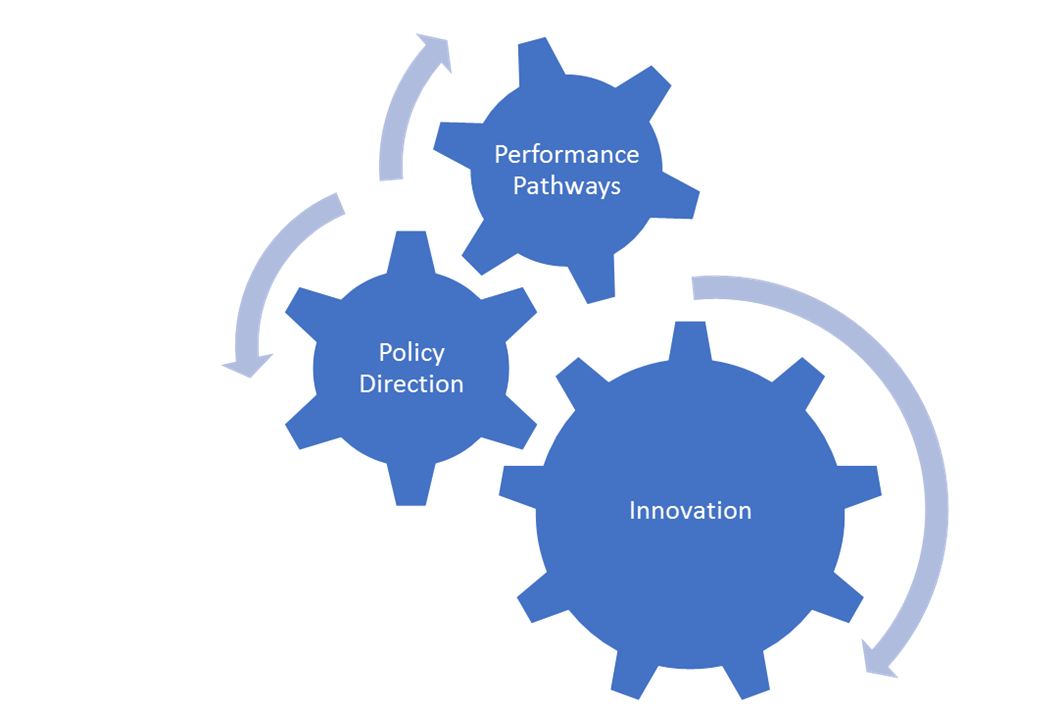 Performance
Pathways
Policy
Direction
Innovation